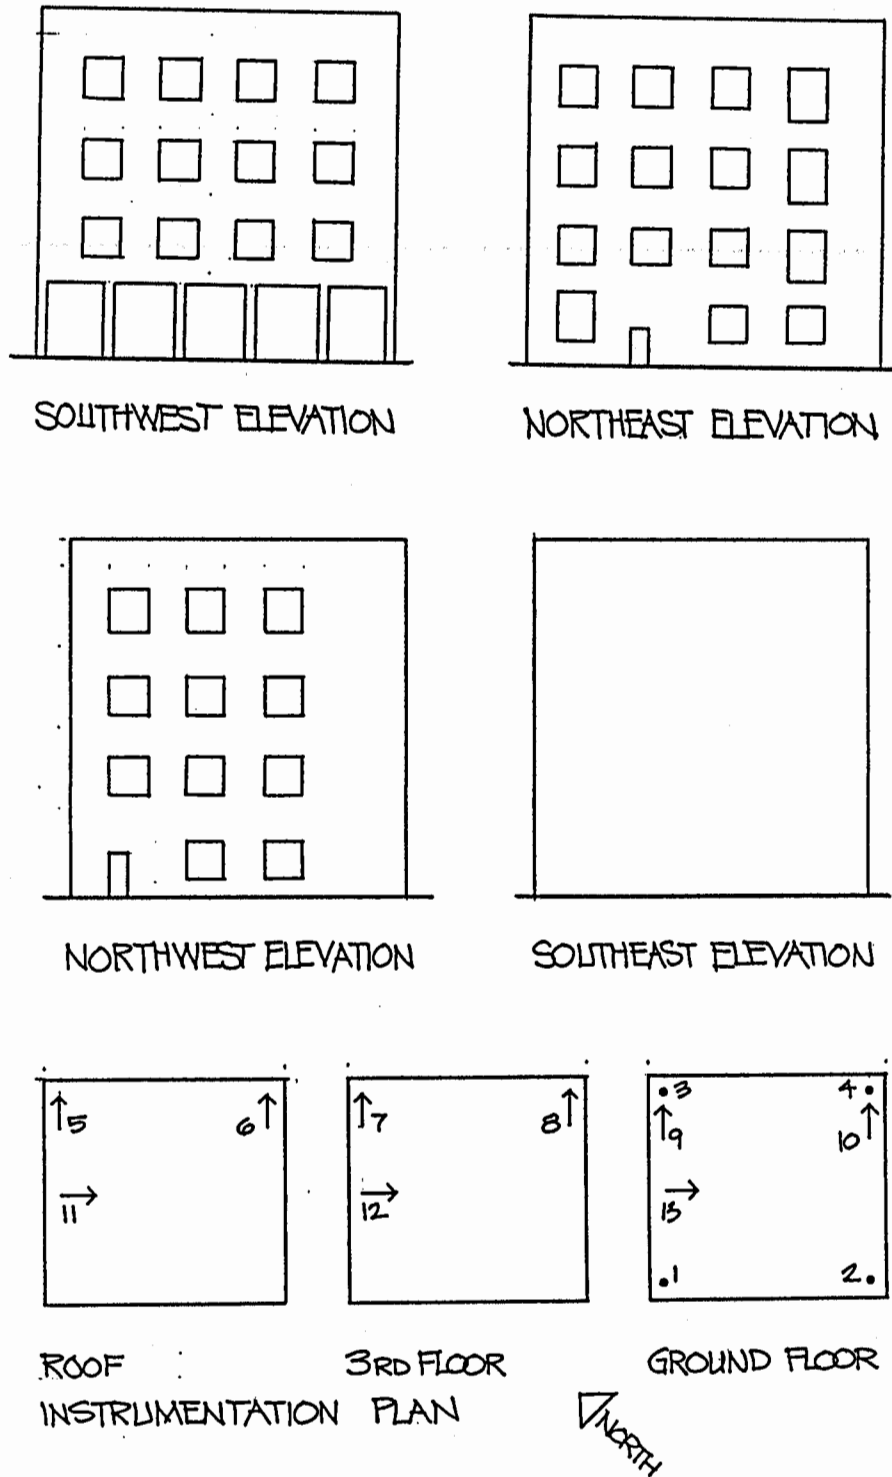 SOUTHWEST ELEVATION
NORTHEAST ELEVATION
NORTHWEST ELEVATION
SOUTHEAST ELEVATION
5
6
11
7
8
12
3
4
9
10
13
1
2
ROOF
3RD FLOOR
GROUND FLOOR
INSTRUMENTATION PLAN
NORTH